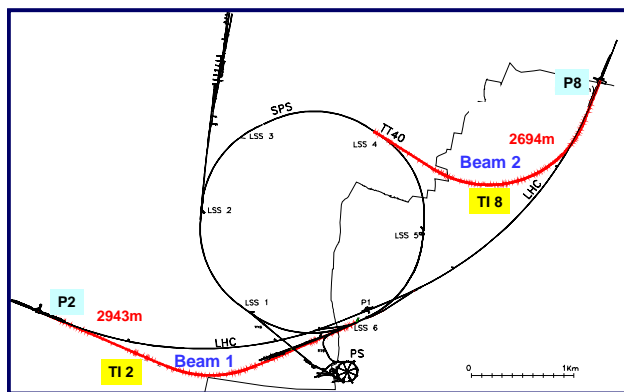 P8
SPS
TT40
LSS 3
LSS 4
2694m
Beam 2
TI 8
LHC
LSS 2
LSS 5
P2
2943m
LSS 1
P1
LSS 6
LHC
PS
TI 2
Beam 1
0 1Km